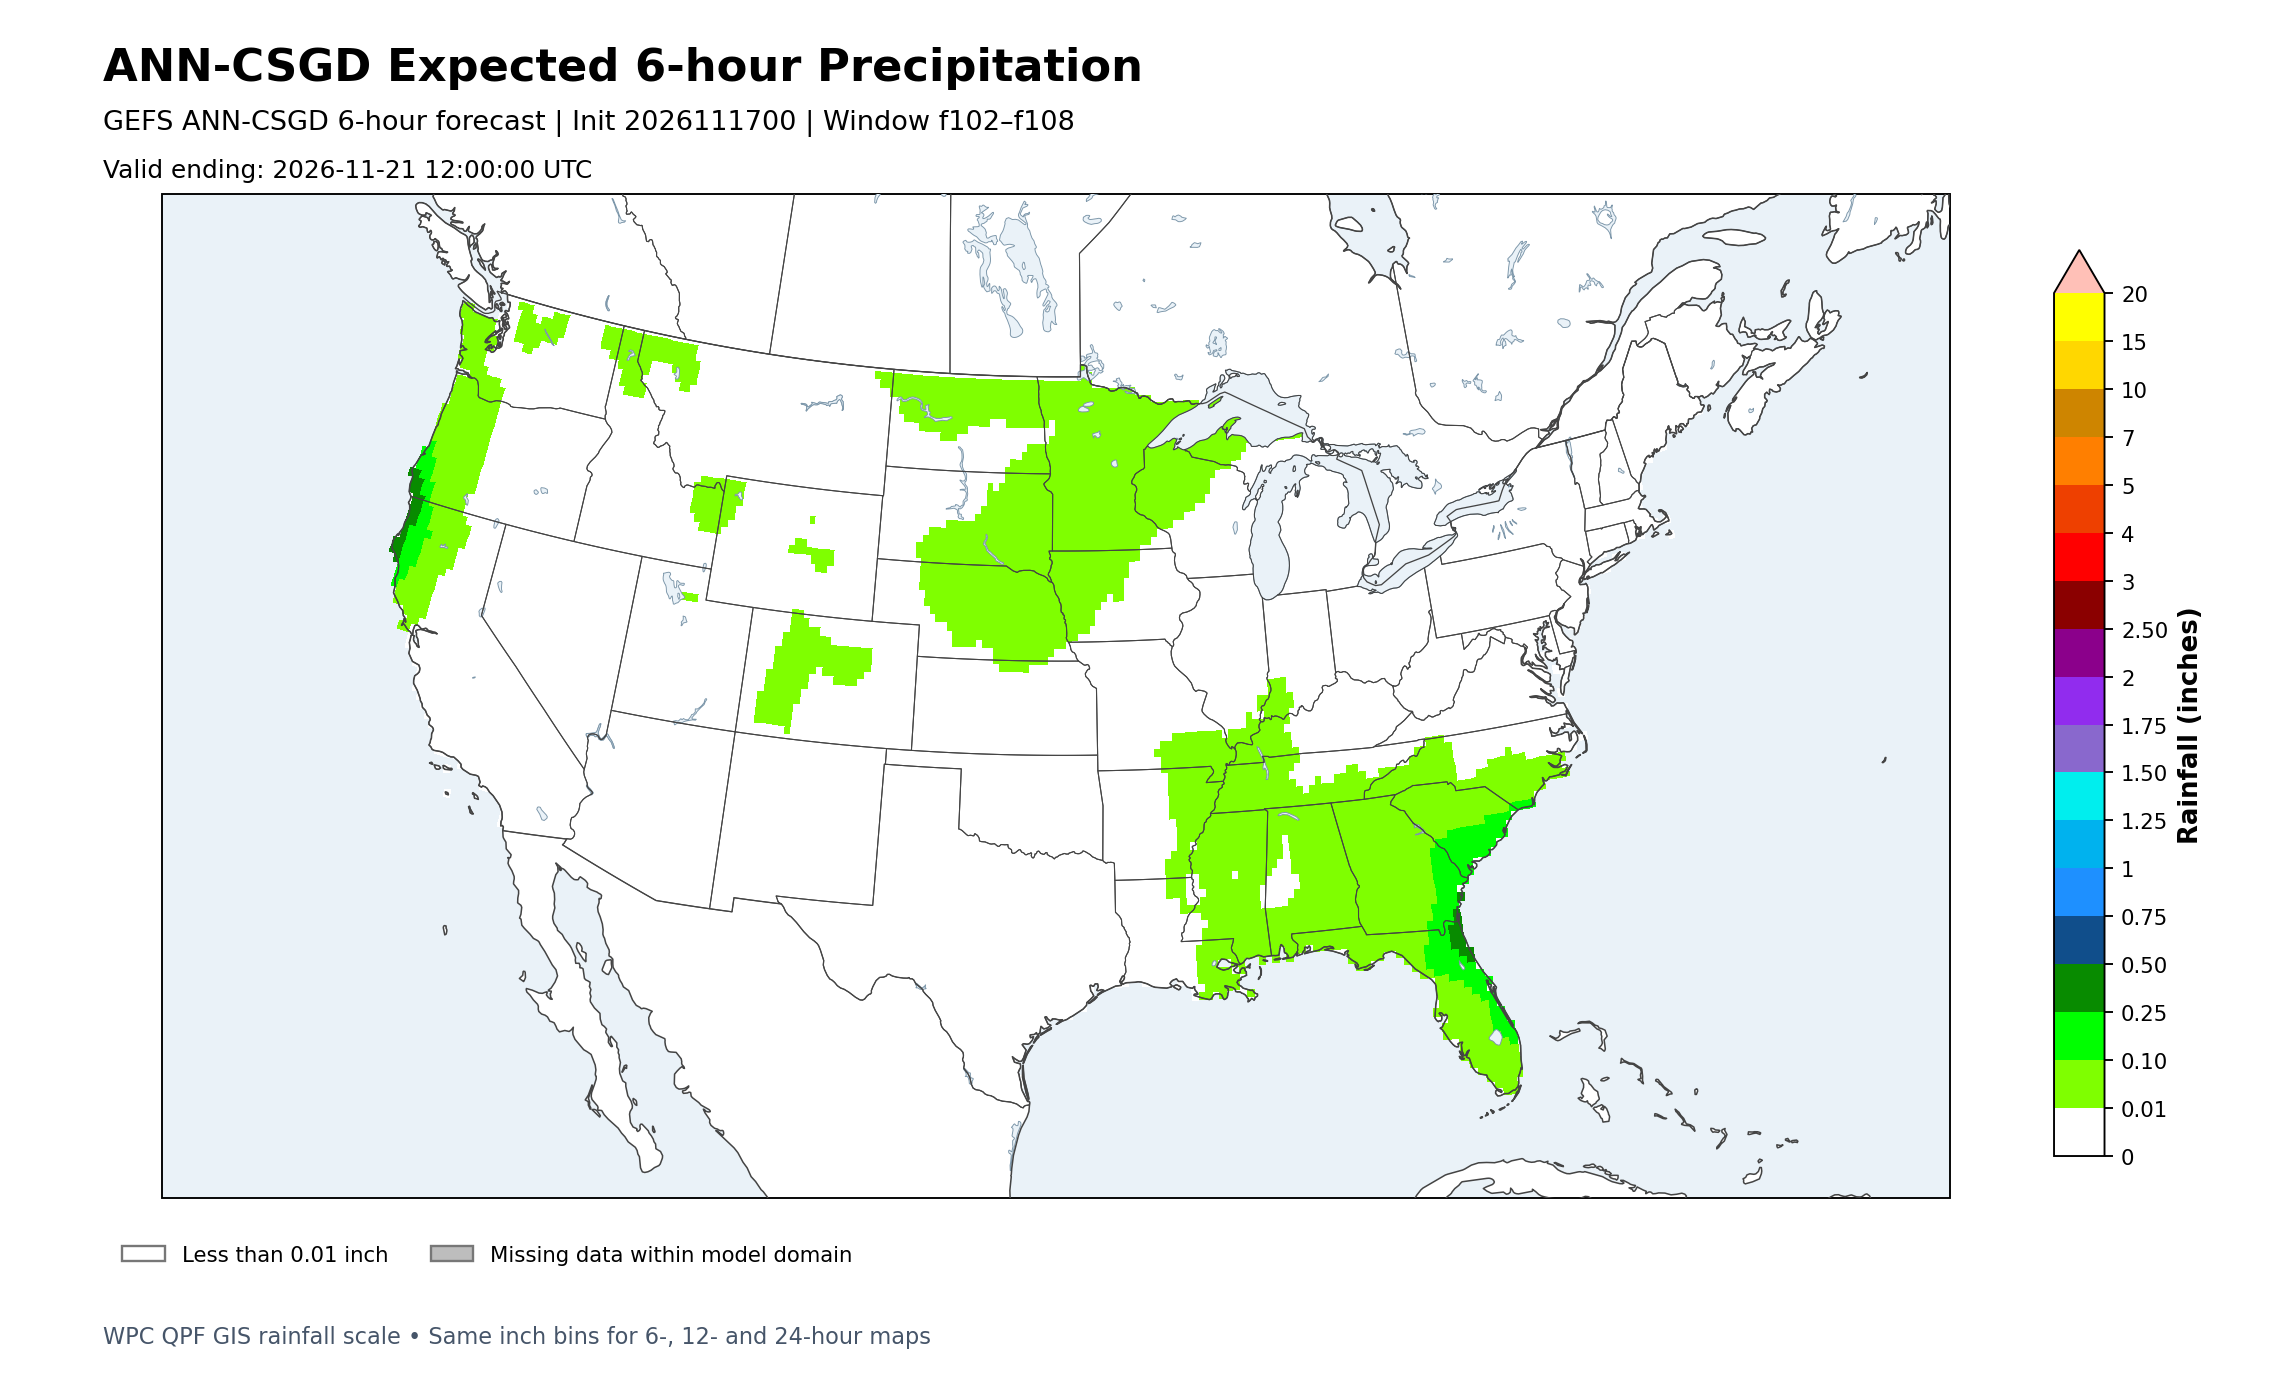 ANN-CSGD Expected 6-hour Precipitation
GEFS ANN-CSGD 6-hour forecast | Init 2026111700 | Window f102–f108
Valid ending: 2026-11-21 12:00:00 UTC
20
15
10
7
5
4
3
2.50
2
1.75
1.50
1.25
1
0.75
0.50
0.25
0.10
0.01
0
Rainfall (inches)
Less than 0.01 inch
Missing data within model domain
WPC QPF GIS rainfall scale • Same inch bins for 6-, 12- and 24-hour maps